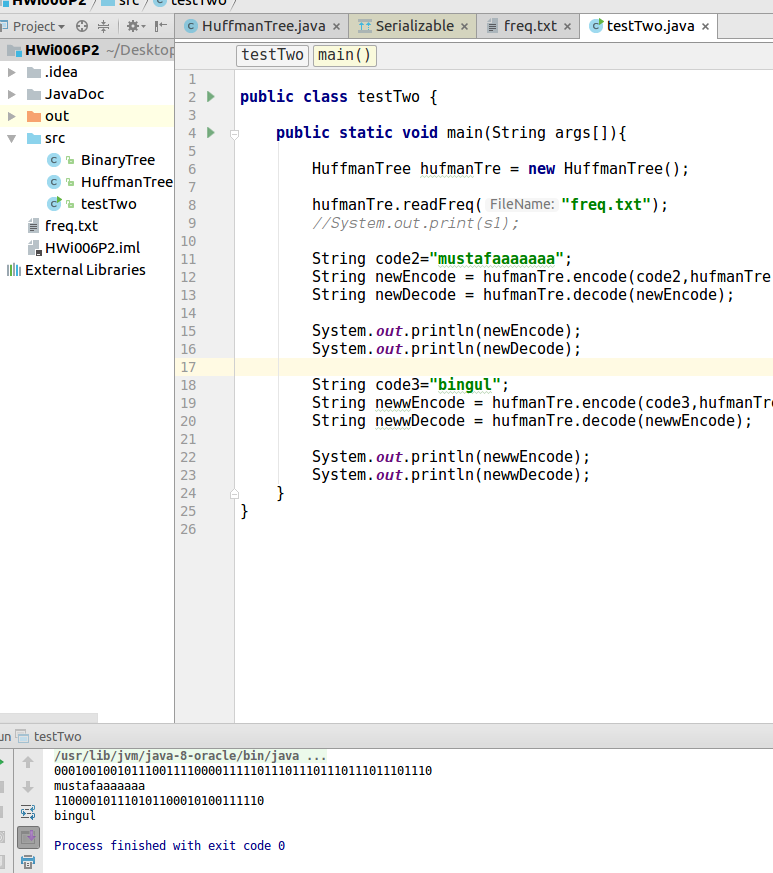 HWi006P2 src testTwo
Project
HuffmanTree.java × Serializable × freq.txt × testTwo.java ×
HWi006P2 ~/Desktop
.idea
JavaDoc
out
src
BinaryTree
HuffmanTree
testTwo
freq.txt
HWi006P2.iml
External Libraries
testTwo main()
1
2 public class testTwo {
3
4 public static void main(String args[]){
5
6 HuffmanTree hufmanTre = new HuffmanTree();
7
8 hufmanTre.readFreq( FileName: "freq.txt");
9 //System.out.print(s1);
10
11 String code2="mustafaaaaaaa";
12 String newEncode = hufmanTre.encode(code2,hufmanTre
13 String newDecode = hufmanTre.decode(newEncode);
14
15 System.out.println(newEncode);
16 System.out.println(newDecode);
17
18 String code3="bingul";
19 String newwEncode = hufmanTre.encode(code3,hufmanTre
20 String newwDecode = hufmanTre.decode(newwEncode);
21
22 System.out.println(newwEncode);
23 System.out.println(newwDecode);
24 }
25 }
26
un testTwo
/usr/lib/jvm/java-8-oracle/bin/java ...
000100100101110011110000111110111011101110111011101110
mustafaaaaaaa
110000101110101100010100111110
bingul
Process finished with exit code 0